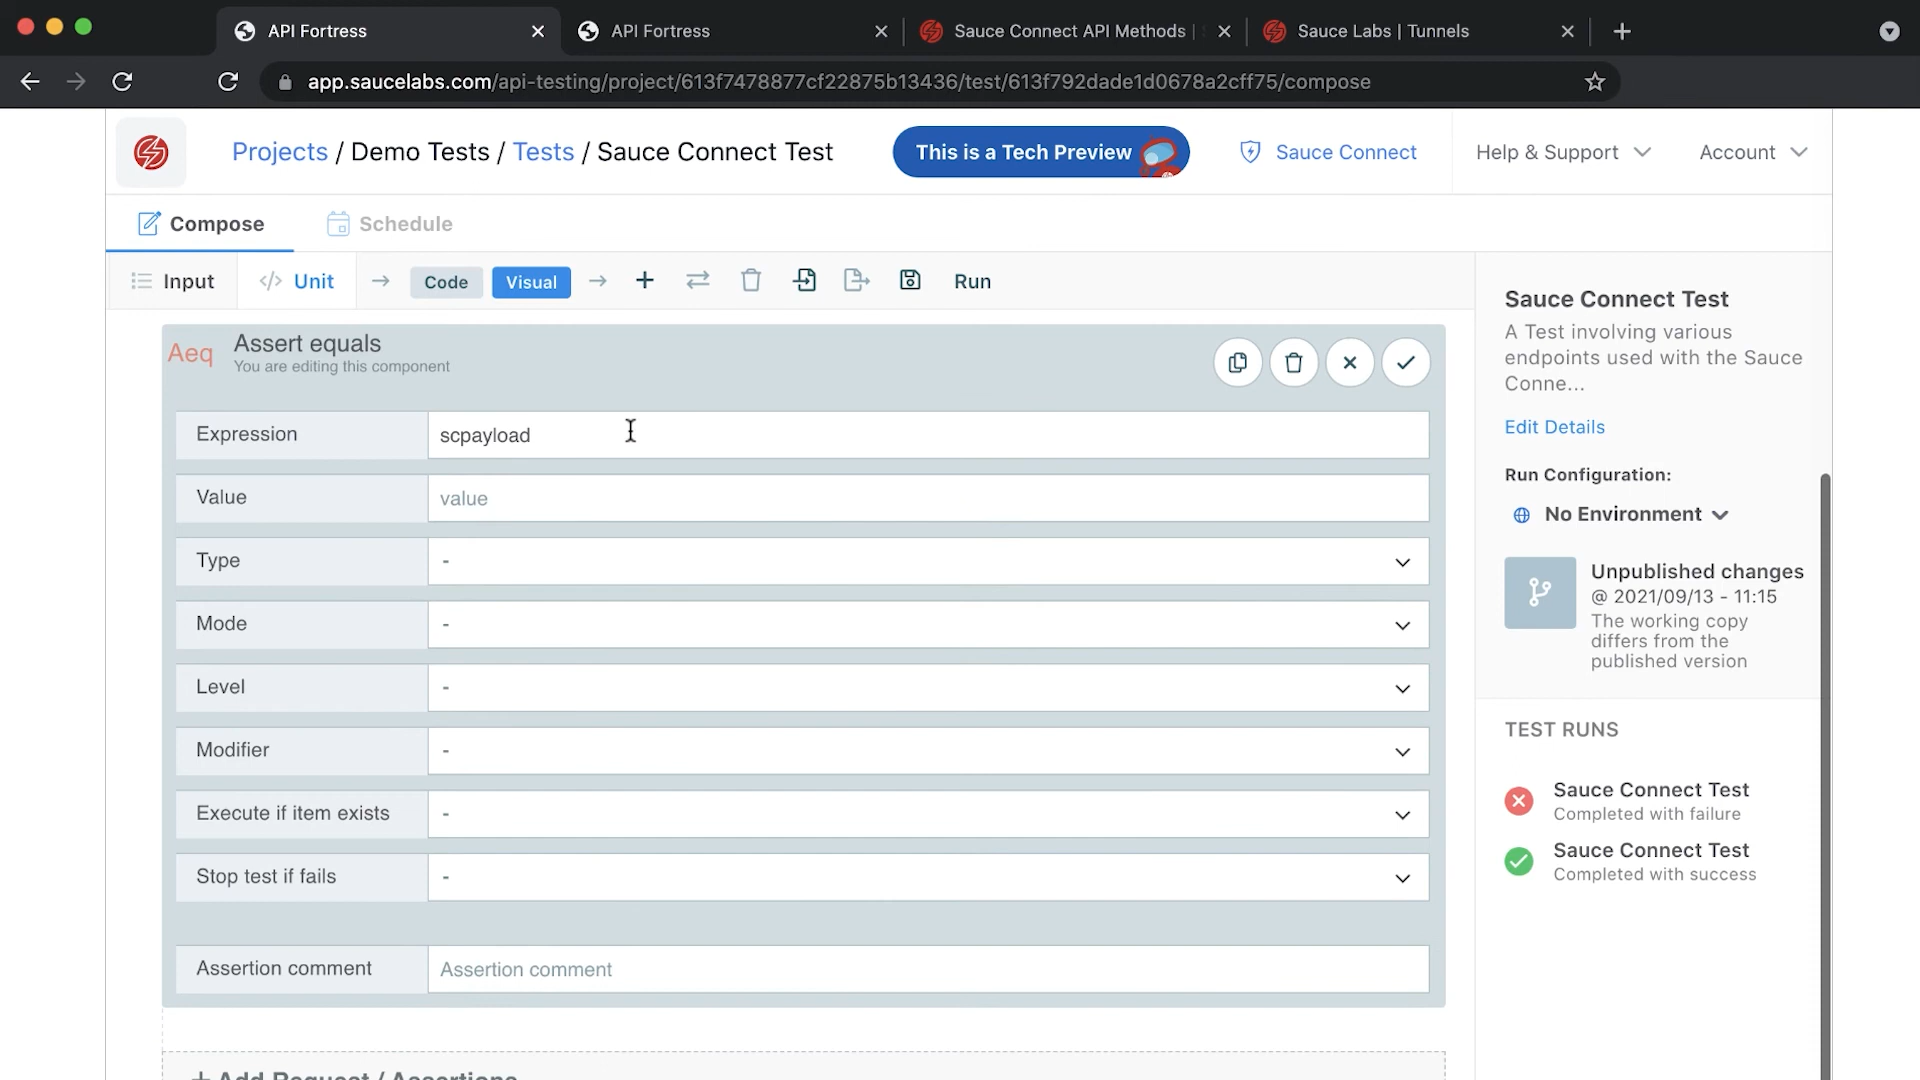 API Fortress
API Fortress
Sauce Connect API Methods |
Sauce Labs | Tunnels
app.saucelabs.com/api-testing/project/613f7478877cf22875b13436/test/613f792dade1d0678a2cff75/compose
Projects / Demo Tests / Tests / Sauce Connect Test
This is a Tech Preview
Sauce Connect
Help & Support
Account
Compose
Schedule
Input
</> Unit
Code
Visual
Run
Aeq
Assert equals
You are editing this component
Expression
scpayload
Value
value
Type
-
Mode
-
Level
-
Modifier
-
Execute if item exists
-
Stop test if fails
-
Assertion comment
Assertion comment
+ Add Request / Assertions
Sauce Connect Test
A Test involving various
endpoints used with the Sauce
Conne...
Edit Details
Run Configuration:
No Environment
Unpublished changes
@ 2021/09/13 - 11:15
The working copy
differs from the
published version
TEST RUNS
Sauce Connect Test
Completed with failure
Sauce Connect Test
Completed with success